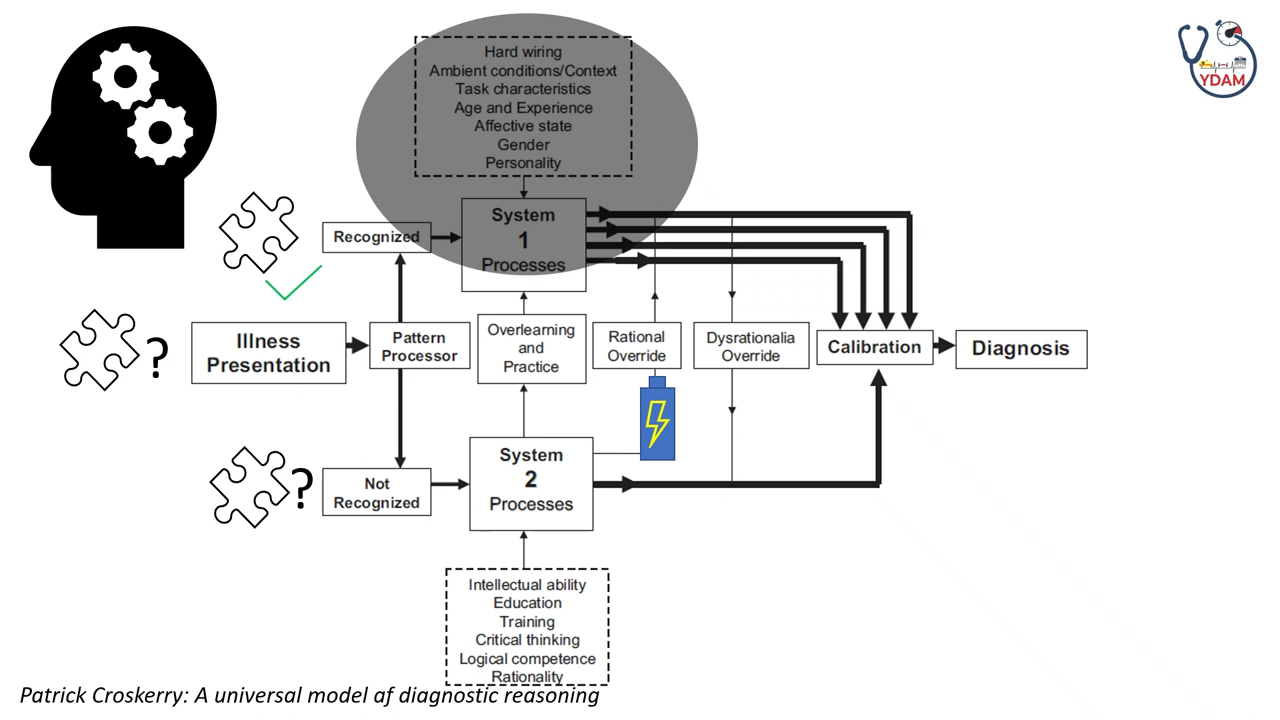 Hard wiring
Ambient conditions/Context
Task characteristics
Age and Experience
Affective state
Gender
Personality
YDAM
System
1
Processes
Recognized
?
Illness
Presentation
Pattern
Processor
Overlearning
and
Practice
Rational
Override
Dysrationalia
Override
Calibration
Diagnosis
?
Not
Recognized
System
2
Processes
Intellectual ability
Education
Training
Critical thinking
Logical competence
Rationality
Patrick Croskerry: A universal model af diagnostic reasoning